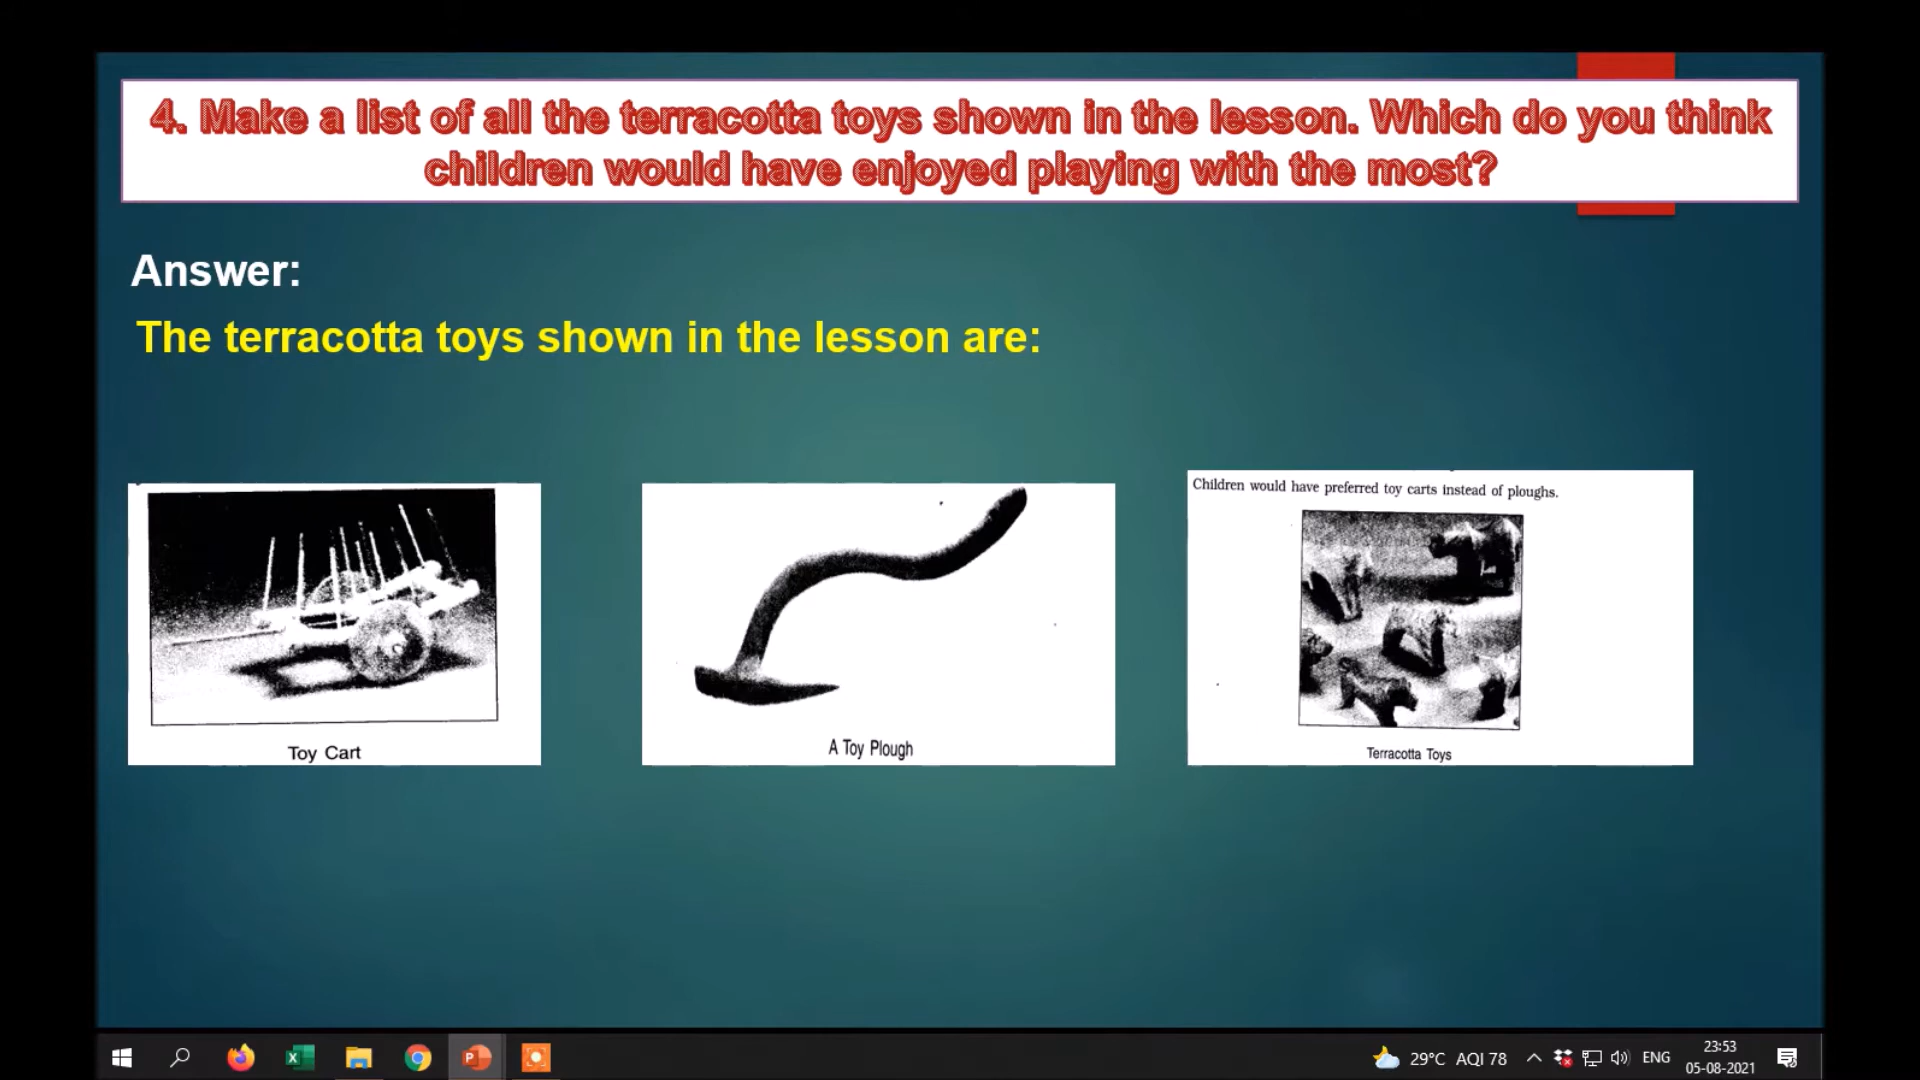 4. Make a list of all the terracotta toys shown in the lesson. Which do you think
children would have enjoyed playing with the most?
Answer:
The terracotta toys shown in the lesson are:
Children would have preferred toy carts instead of ploughs.
Toy Cart
A Toy Plough
Terracotta Toys
29°C AQI 78
ENG
23:53
05-08-2021